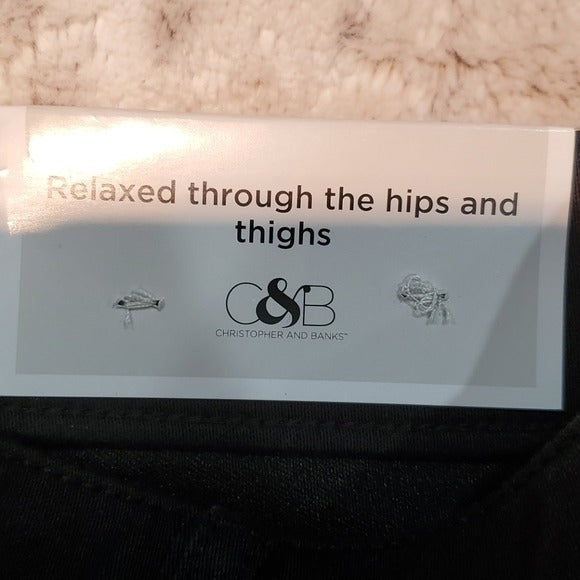 Relaxed through the hips and
thighs
C&B
CHRISTOPHER AND BANKS™